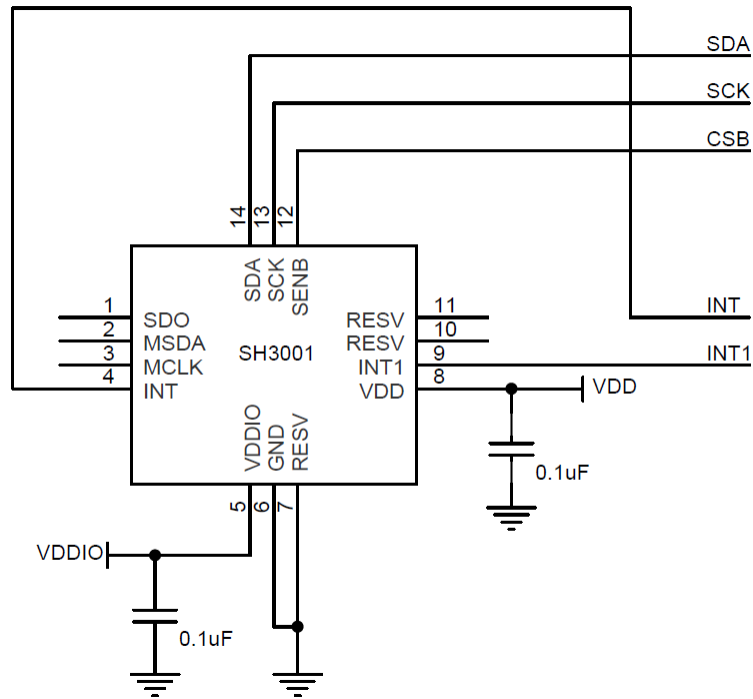 SDA
SCK
CSB
14 13 12
SDA SCK SENB
1 SDO
2 MSDA
3 MCLK
4 INT
SH3001
RESV 11
RESV 10
INT1 9
VDD 8
INT
INT1
VDD
0.1uF
VDDIO GND RESV
5 6 7
VDDIO
0.1uF